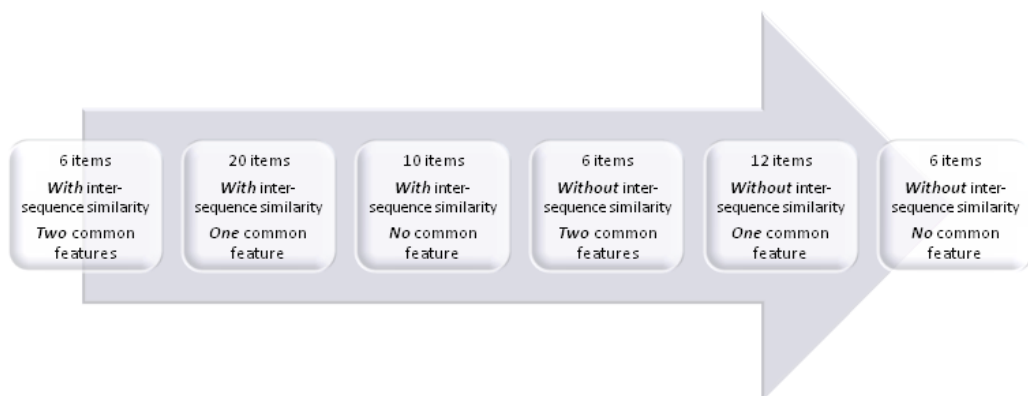 6 items
With inter-
sequence similarity
Two common
features
20 items
With inter-
sequence similarity
One common
feature
10 items
With inter-
sequence similarity
No common
feature
6 items
Without inter-
sequence similarity
Two common
features
12 items
Without inter-
sequence similarity
One common
feature
6 items
Without inter-
sequence similarity
No common
feature